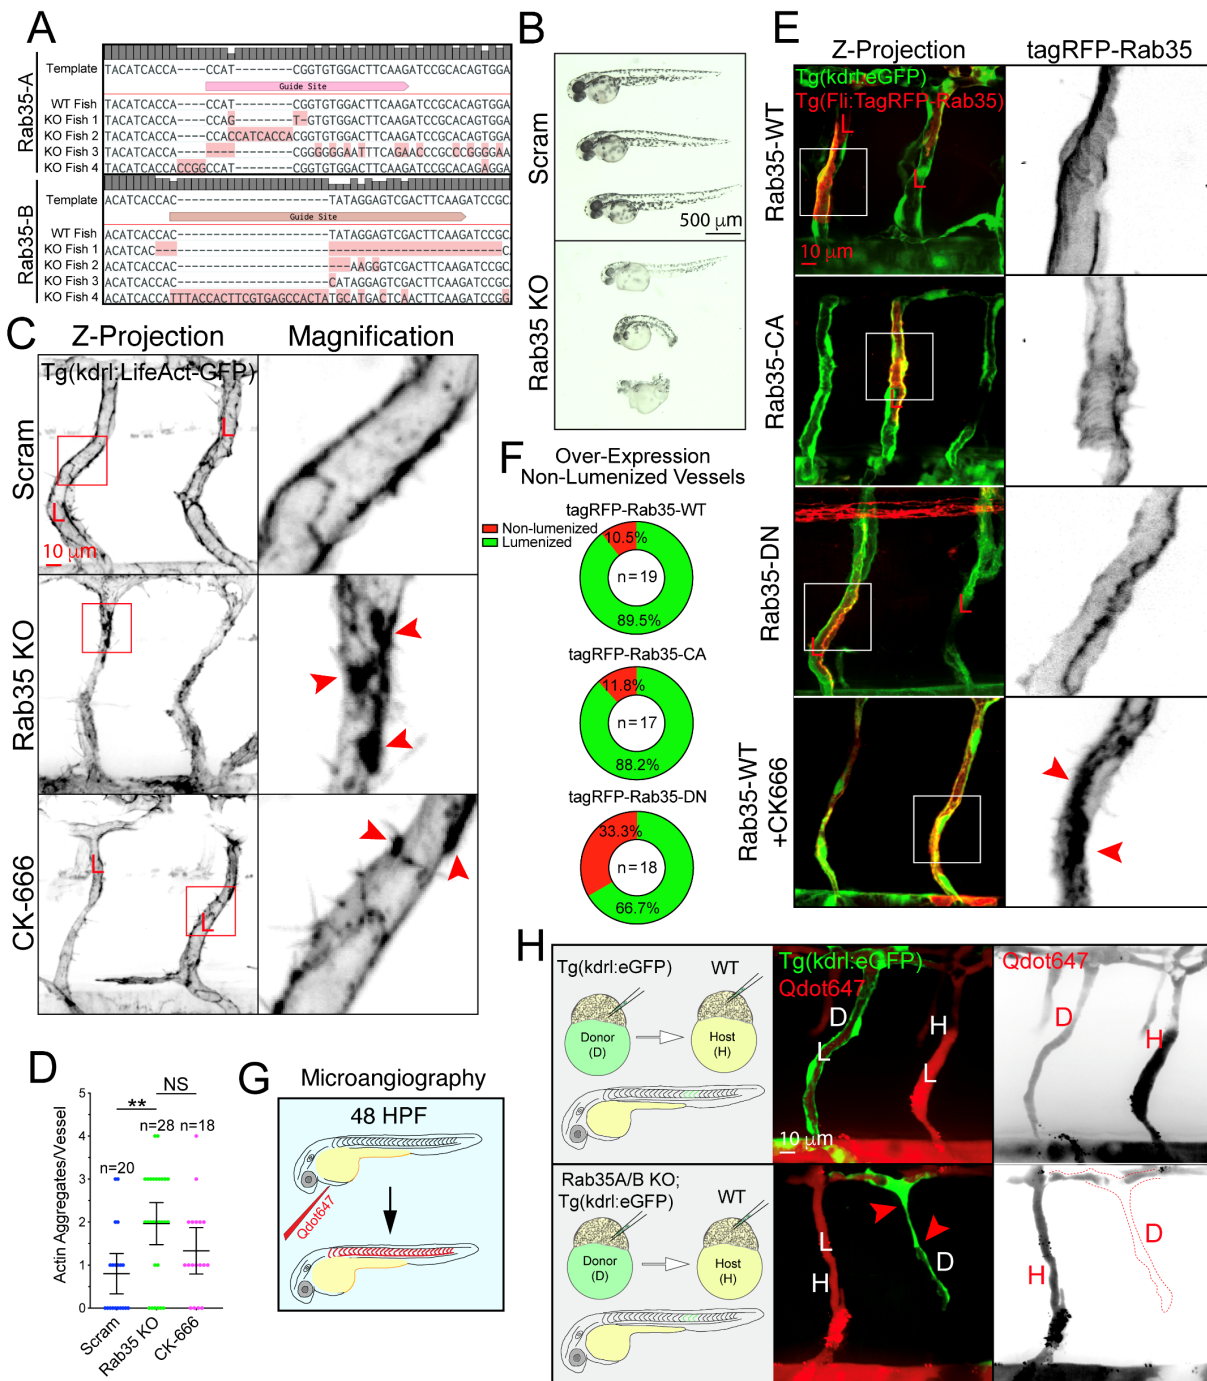 A
Rab35-A
Template
TACATCACCA----CCAT------CGGTGTGGACTTCAAGATCCGCACAGTGGA
Guide Site
WT Fish
TACATCACCA----CCAT------CGGTGTGGACTTCAAGATCCGCACAGTGGA
KO Fish 1
KO Fish 2
TACATCACCA----CCACCATCACCACGGTGTGGACTTCAAGATCCGCACAGTGGA
KO Fish 3
KO Fish 4
Rab35-B
Template
ACATCACCAC
TATAGGAGTCGACTTCAAGATCCGC
Guide Site
WT Fish
ACATCACCAC
TATAGGAGTCGACTTCAAGATCCGC
KO Fish 1
ACATCAC
KO Fish 2
ACATCACCAC
AAGGGTCGACTTCAAGATCCGC
KO Fish 3
ACATCACCAC
CATAGGAGTCGACTTCAAGATCCGC
KO Fish 4
ACATCACCATTTACCACTTCGTGAGCCACTATGCATGACTCAACTTCAAGATCCGG
B
Scram
500 µm
Rab35 KO
C
Z-Projection
Magnification
Tg(kdrl:LifeAct-GFP)
Scram
L
L
10 µm
Rab35 KO
CK-666
L
L
D
Actin Aggregates/Vessel
5
4
3
2
1
0
**
NS
n=20
n=28
n=18
Scram
Rab35 KO
CK-666
E
Z-Projection
tagRFP-Rab35
Tg(kdrl:eGFP)
Tg(Fli:TagRFP-Rab35)
Rab35-WT
L
L
10 µm
Rab35-CA
L
Rab35-DN
L
L
Rab35-WT
+CK666
F
Over-Expression
Non-Lumenized Vessels
Non-lumenized
Lumenized
tagRFP-Rab35-WT
10.5%
n=19
89.5%
tagRFP-Rab35-CA
11.8%
n=17
88.2%
tagRFP-Rab35-DN
33.3%
n=18
66.7%
G
Microangiography
48 HPF
Qdot647
H
Tg(kdrl:eGFP)
WT
Donor
(D)
Host
(H)
Tg(kdrl:eGFP)
Qdot647
D
L
H
L
10 µm
Qdot647
D
H
Rab35A/B KO;
Tg(kdrl:eGFP)
WT
Donor
(D)
Host
(H)
L
H
D
H
D